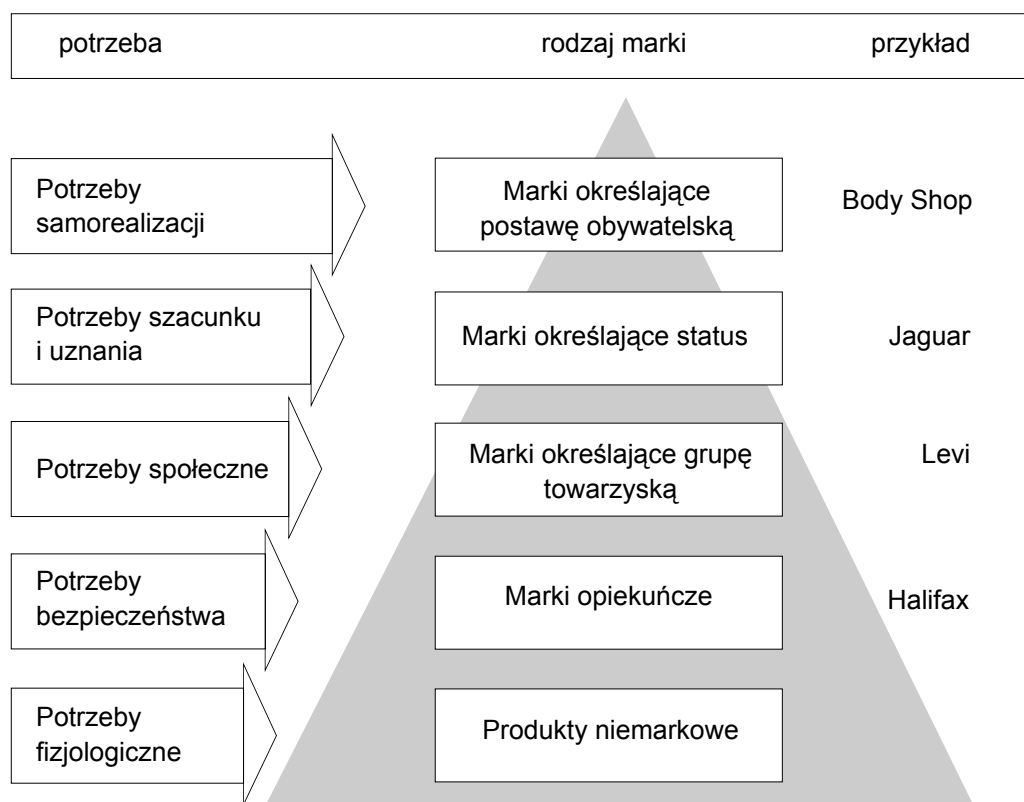 potrzeba rodzaj marki przykład
Potrzeby
samorealizacji
Marki określające
postawę obywatelską
Body Shop
Potrzeby szacunku
i uznania
Marki określające status
Jaguar
Potrzeby społeczne
Marki określające grupę
towarzyską
Levi
Potrzeby
bezpieczeństwa
Marki opiekuńcze
Halifax
Potrzeby
fizjologiczne
Produkty niemarkowe